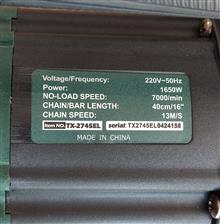 Voltage/Frequency: 220V~50Hz
Power: 1650W
NO-LOAD SPEED: 7000/min
CHAIN/BAR LENGTH: 40cm/16"
CHAIN SPEED: 13M/S
Item NO: TX-2745EL serial: TX2745EL0424158
MADE IN CHINA